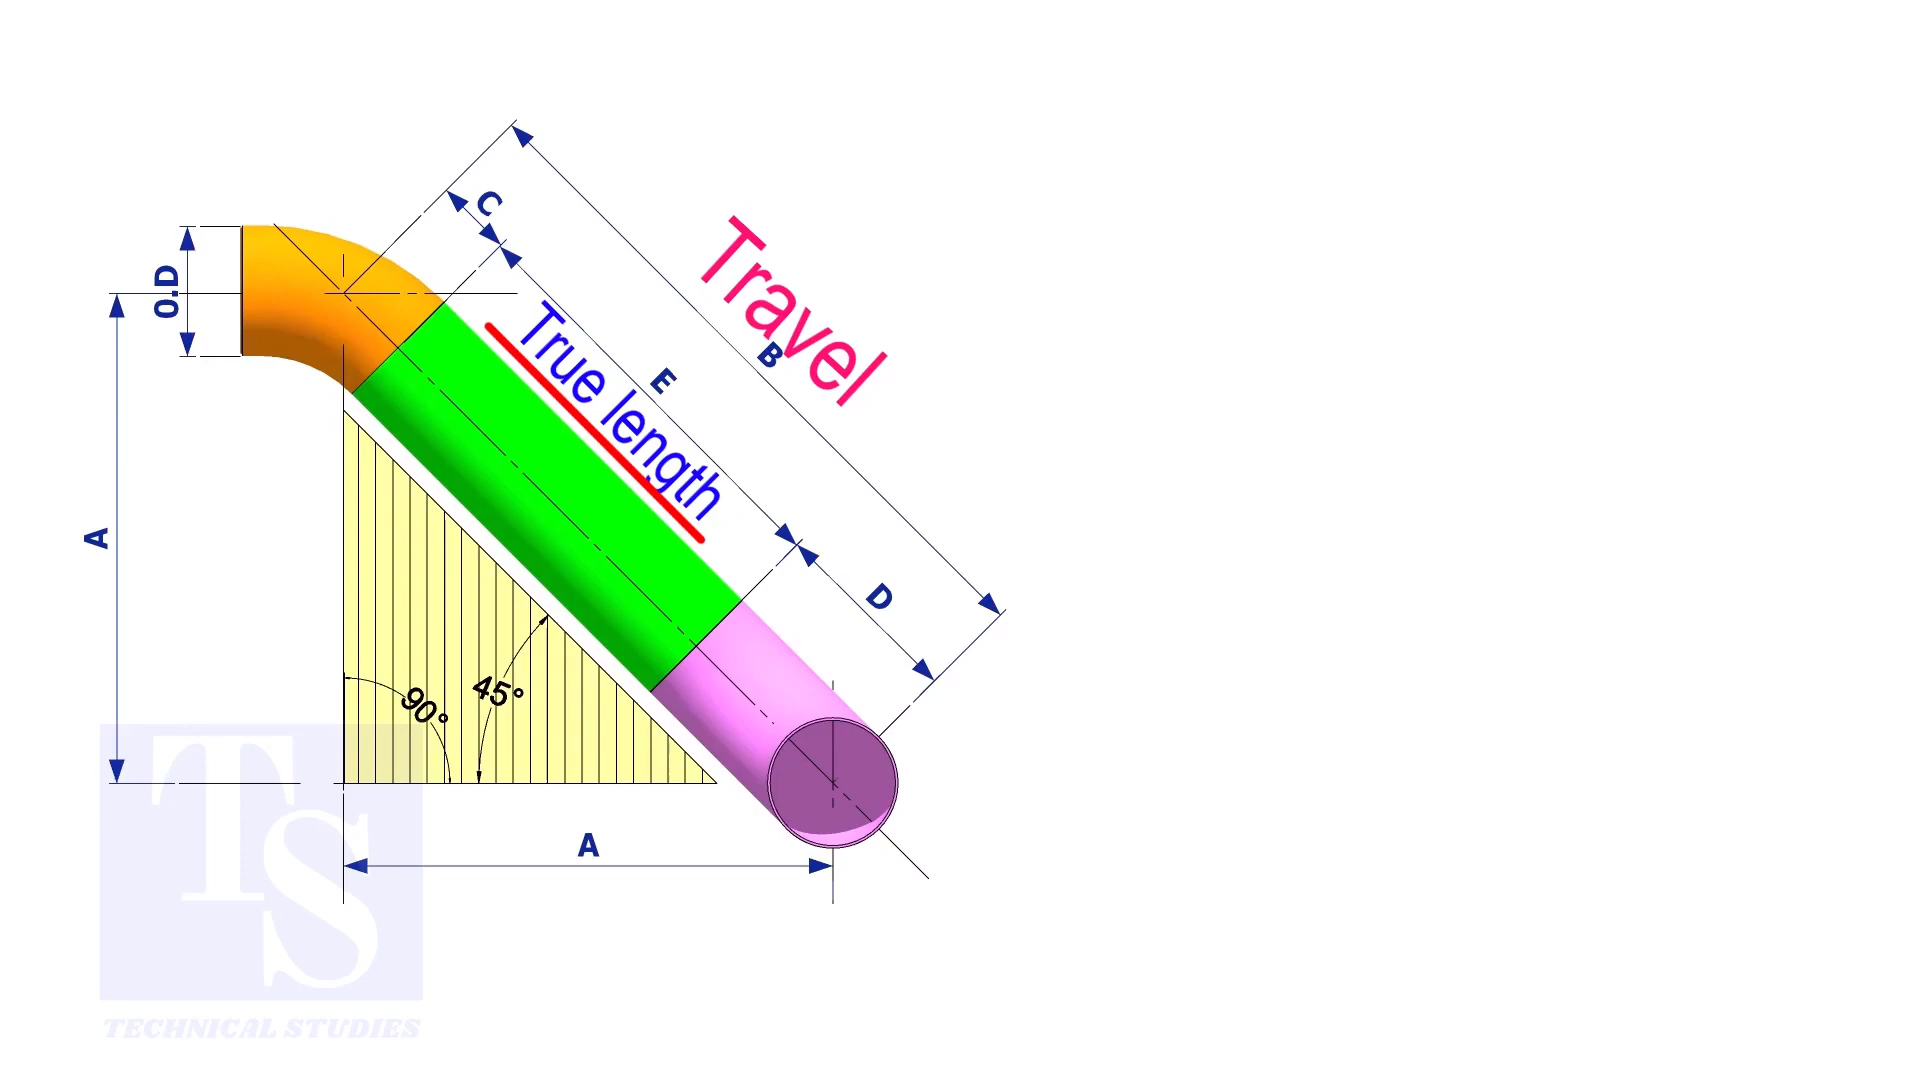 C
O.D
Travel
B
True length
E
A
D
45°
90°
A
TS
TECHNICAL STUDIES